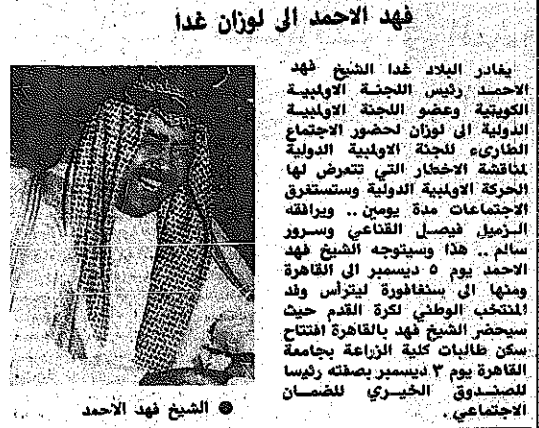 فهد الاحمد الى لوزان غدا
يغادر البلاد غدا الشيخ فهد
الاحمد رئيس اللجنة الاولمبية
الكويتية وعضو اللجنة الاولمبية
الدولية الى لوزان لحضور الاجتماع
الطارىء للجنة الاولمبية الدولية
لمناقشة الاخطار التي تتعرض لها
الحركة الاولمبية الدولية وستستغرق
الاجتماعات مدة يومين .. ويرافقه
الزميل فيصل القناعي وسرور
سالم .. هذا وسيتوجه الشيخ فهد
الاحمد يوم ٥ ديسمبر الى القاهرة
ومنها الى سنغافورة ليترأس وفد
المنتخب الوطني لكرة القدم حيث
سيحضر الشيخ فهد بالقاهرة افتتاح
سكن طالبات كلية الزراعة بجامعة
القاهرة يوم ٣ ديسمبر بصفته رئيسا
للصندوق الخيري للضمان
الاجتماعي .
● الشيخ فهد الاحمد